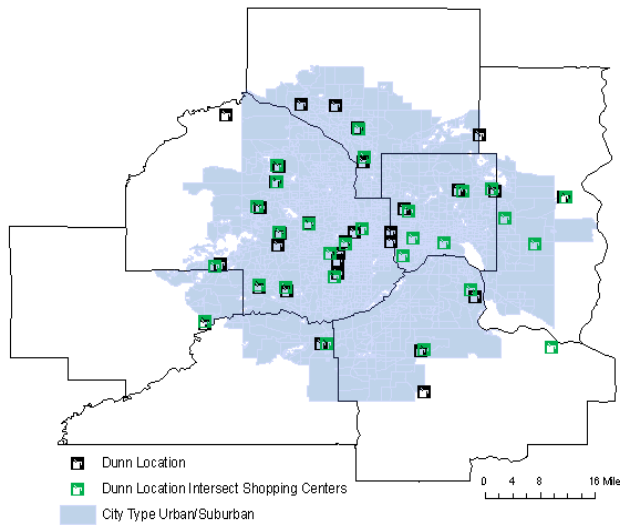 Dunn Location
Dunn Location Intersect Shopping Centers
City Type Urban/Suburban
0 4 8 16 Mile